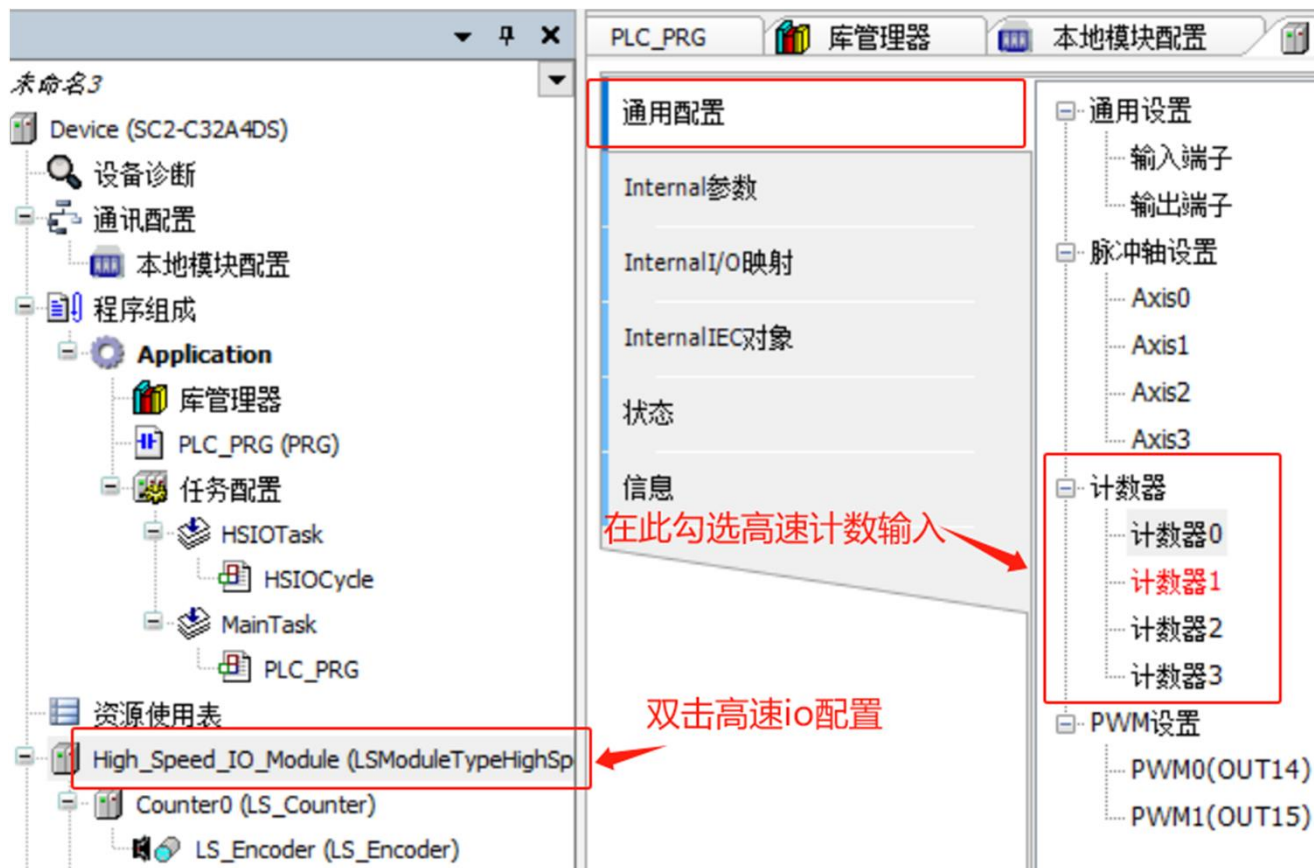 未命名3
Device (SC2-C32A4DS)
设备诊断
通讯配置
本地模块配置
程序组成
Application
库管理器
PLC_PRG (PRG)
任务配置
HSIOTask
HSIOCycle
MainTask
PLC_PRG
资源使用表
High_Speed_IO_Module (LSModuleTypeHighSp
Counter0 (LS_Counter)
LS_Encoder (LS_Encoder)
PLC_PRG
库管理器
本地模块配置
通用配置
Internal参数
InternalI/O映射
InternalIEC对象
状态
信息
在此勾选高速计数输入
双击高速io配置
通用设置
输入端子
输出端子
脉冲轴设置
Axis0
Axis1
Axis2
Axis3
计数器
计数器0
计数器1
计数器2
计数器3
PWM设置
PWM0(OUT14)
PWM1(OUT15)